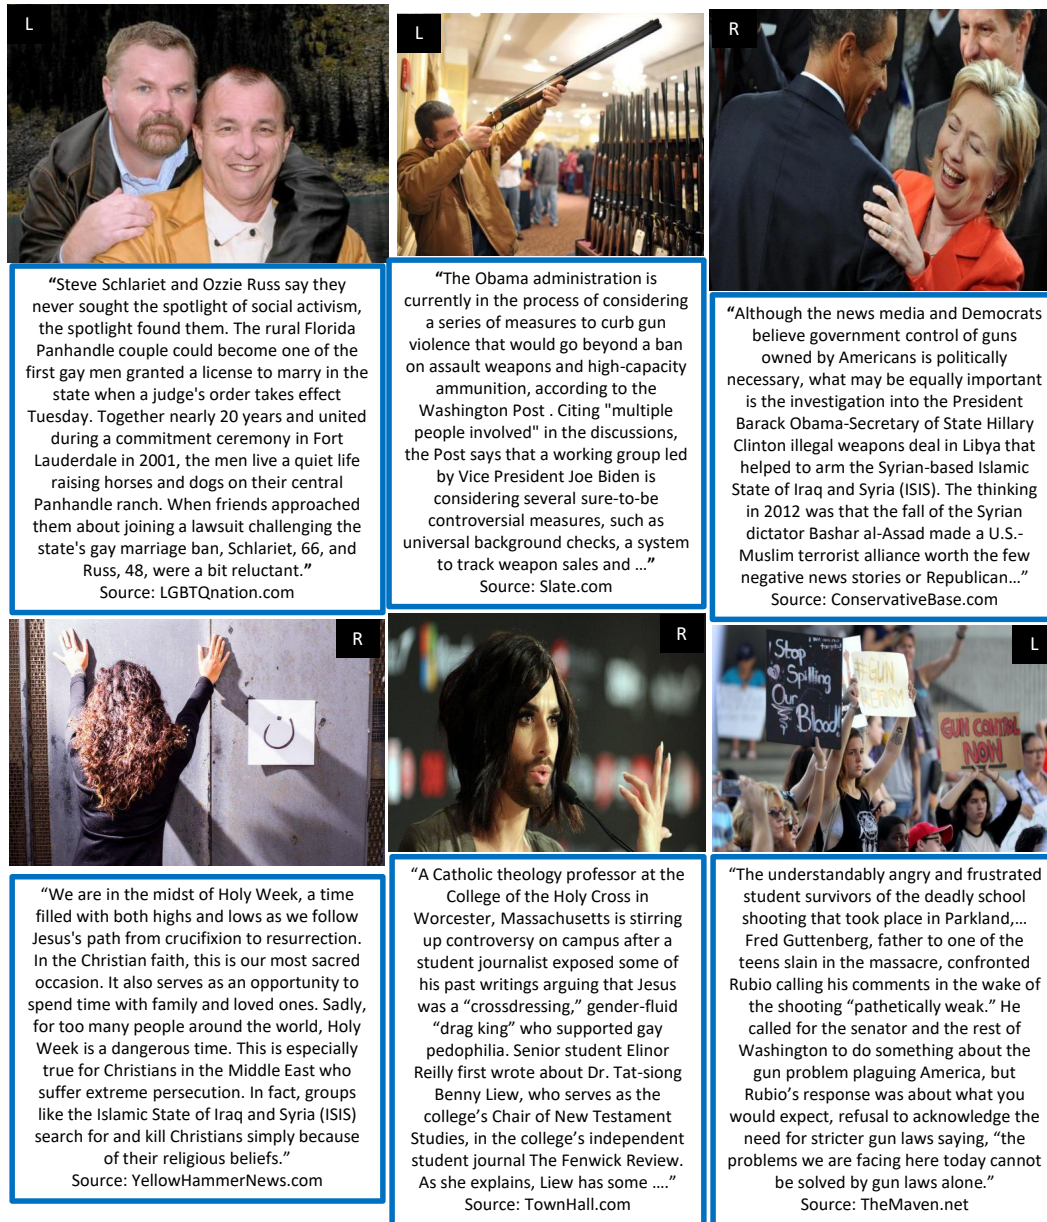 L
L
R
“Steve Schlariet and Ozzie Russ say they
never sought the spotlight of social activism,
the spotlight found them. The rural Florida
Panhandle couple could become one of the
first gay men granted a license to marry in the
state when a judge's order takes effect
Tuesday. Together nearly 20 years and united
during a commitment ceremony in Fort
Lauderdale in 2001, the men live a quiet life
raising horses and dogs on their central
Panhandle ranch. When friends approached
them about joining a lawsuit challenging the
state's gay marriage ban, Schlariet, 66, and
Russ, 48, were a bit reluctant.”
Source: LGBTQnation.com
“The Obama administration is
currently in the process of considering
a series of measures to curb gun
violence that would go beyond a ban
on assault weapons and high-capacity
ammunition, according to the
Washington Post . Citing "multiple
people involved" in the discussions,
the Post says that a working group led
by Vice President Joe Biden is
considering several sure-to-be
controversial measures, such as
universal background checks, a system
to track weapon sales and …”
Source: Slate.com
“Although the news media and Democrats
believe government control of guns
owned by Americans is politically
necessary, what may be equally important
is the investigation into the President
Barack Obama-Secretary of State Hillary
Clinton illegal weapons deal in Libya that
helped to arm the Syrian-based Islamic
State of Iraq and Syria (ISIS). The thinking
in 2012 was that the fall of the Syrian
dictator Bashar al-Assad made a U.S.-
Muslim terrorist alliance worth the few
negative news stories or Republican…”
Source: ConservativeBase.com
R
R
L
Stop
Spilling
Our
Blood!
#GUN
REFORM
GUN CONTROL
NOW
“We are in the midst of Holy Week, a time
filled with both highs and lows as we follow
Jesus's path from crucifixion to resurrection.
In the Christian faith, this is our most sacred
occasion. It also serves as an opportunity to
spend time with family and loved ones. Sadly,
for too many people around the world, Holy
Week is a dangerous time. This is especially
true for Christians in the Middle East who
suffer extreme persecution. In fact, groups
like the Islamic State of Iraq and Syria (ISIS)
search for and kill Christians simply because
of their religious beliefs.”
Source: YellowHammerNews.com
“A Catholic theology professor at the
College of the Holy Cross in
Worcester, Massachusetts is stirring
up controversy on campus after a
student journalist exposed some of
his past writings arguing that Jesus
was a “crossdressing,” gender-fluid
“drag king” who supported gay
pedophilia. Senior student Elinor
Reilly first wrote about Dr. Tat-siong
Benny Liew, who serves as the
college’s Chair of New Testament
Studies, in the college’s independent
student journal The Fenwick Review.
As she explains, Liew has some ….”
Source: TownHall.com
“The understandably angry and frustrated
student survivors of the deadly school
shooting that took place in Parkland,…
Fred Guttenberg, father to one of the
teens slain in the massacre, confronted
Rubio calling his comments in the wake of
the shooting “pathetically weak.” He
called for the senator and the rest of
Washington to do something about the
gun problem plaguing America, but
Rubio’s response was about what you
would expect, refusal to acknowledge the
need for stricter gun laws saying, “the
problems we are facing here today cannot
be solved by gun laws alone.”
Source: TheMaven.net